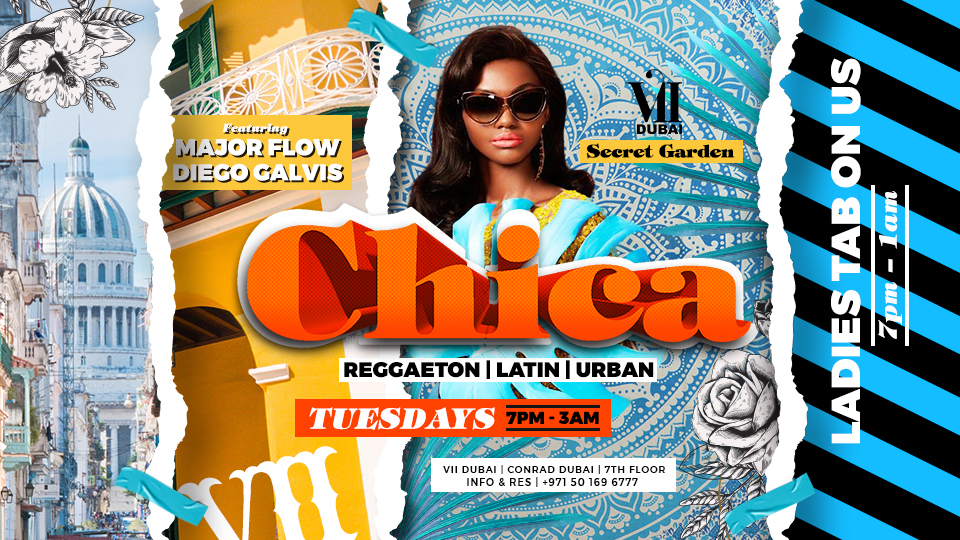 Featuring
MAJOR FLOW
DIEGO GALVIS
VII
DUBAI
Secret Garden
Chica
REGGAETON | LATIN | URBAN
TUESDAYS 7PM - 3AM
VII DUBAI | CONRAD DUBAI | 7TH FLOOR
INFO & RES | +971 50 169 6777
VII
LADIES TAB ON US
7pm - 1am